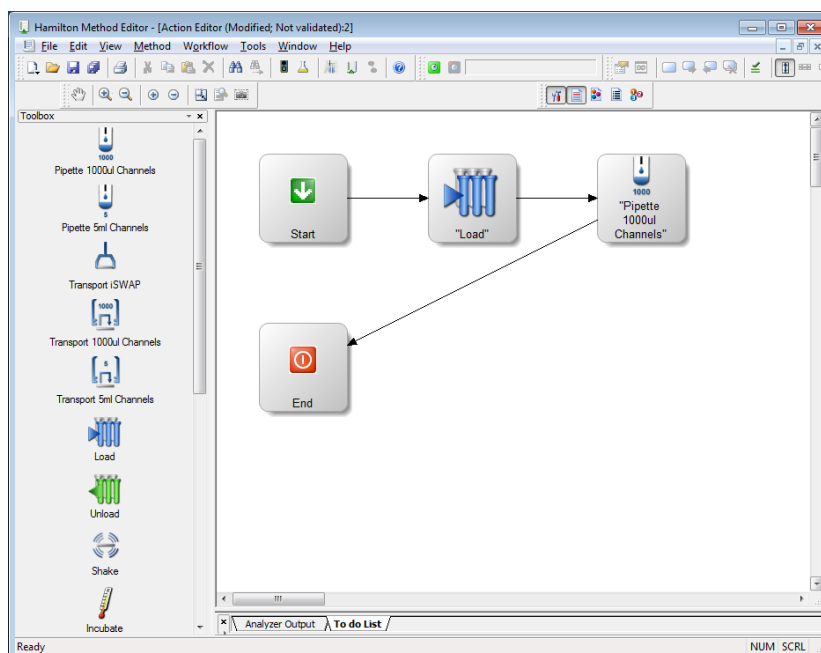 Hamilton Method Editor - [Action Editor (Modified; Not validated):2]
File Edit View Method Workflow Tools Window Help
Toolbox
1000
Pipette 1000ul Channels
5
Pipette 5ml Channels
Transport iSWAP
1000
Transport 1000ul Channels
5
Transport 5ml Channels
Load
Unload
Shake
Incubate
Start
"Load"
1000
"Pipette
1000ul
Channels"
End
Analyzer Output To do List
Ready NUM SCRL